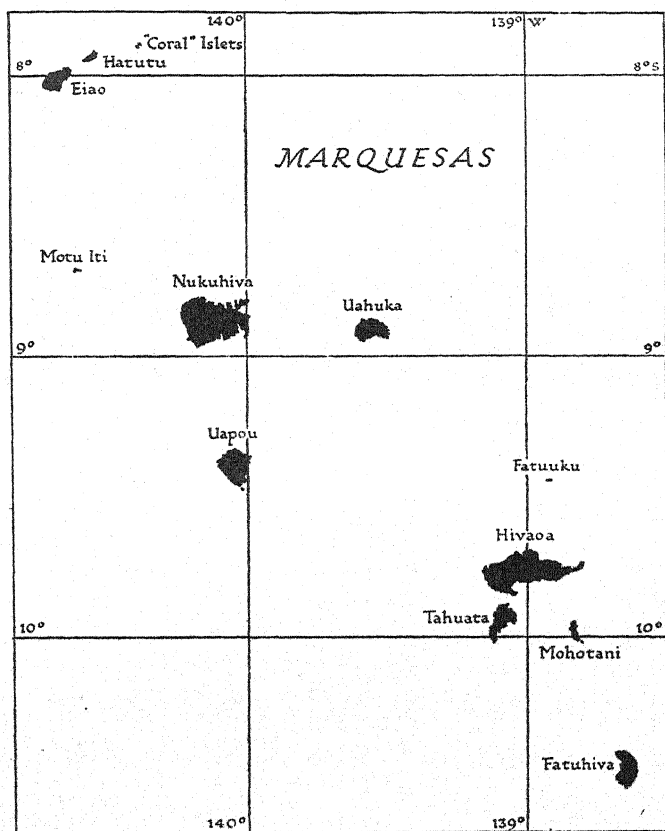 140°
139° W
"Coral" Islets
Hatutu
8°
8° S
Eiao
MARQUESAS
Motu Iti
Nukuhiva
Uahuka
9°
9°
Uapou
Fatuuku
Hivaoa
Tahuata
10°
10°
Mohotani
Fatuhiva
140°
139°